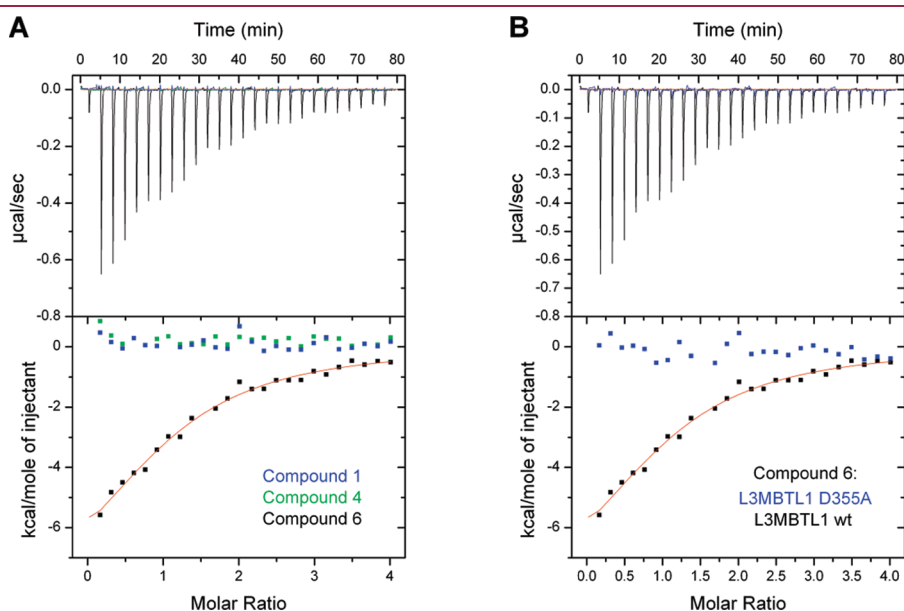 A
Time (min)
0 10 20 30 40 50 60 70 80
0.0
-0.2
-0.4
-0.6
-0.8
µcal/sec
0
-2
-4
-6
kcal/mole of injectant
Compound 1
Compound 4
Compound 6
0 1 2 3 4
Molar Ratio
B
Time (min)
0 10 20 30 40 50 60 70 80
0.0
-0.1
-0.2
-0.3
-0.4
-0.5
-0.6
-0.7
-0.8
µcal/sec
0
-2
-4
-6
kcal/mole of injectant
Compound 6:
L3MBTL1 D355A
L3MBTL1 wt
0.0 0.5 1.0 1.5 2.0 2.5 3.0 3.5 4.0
Molar Ratio